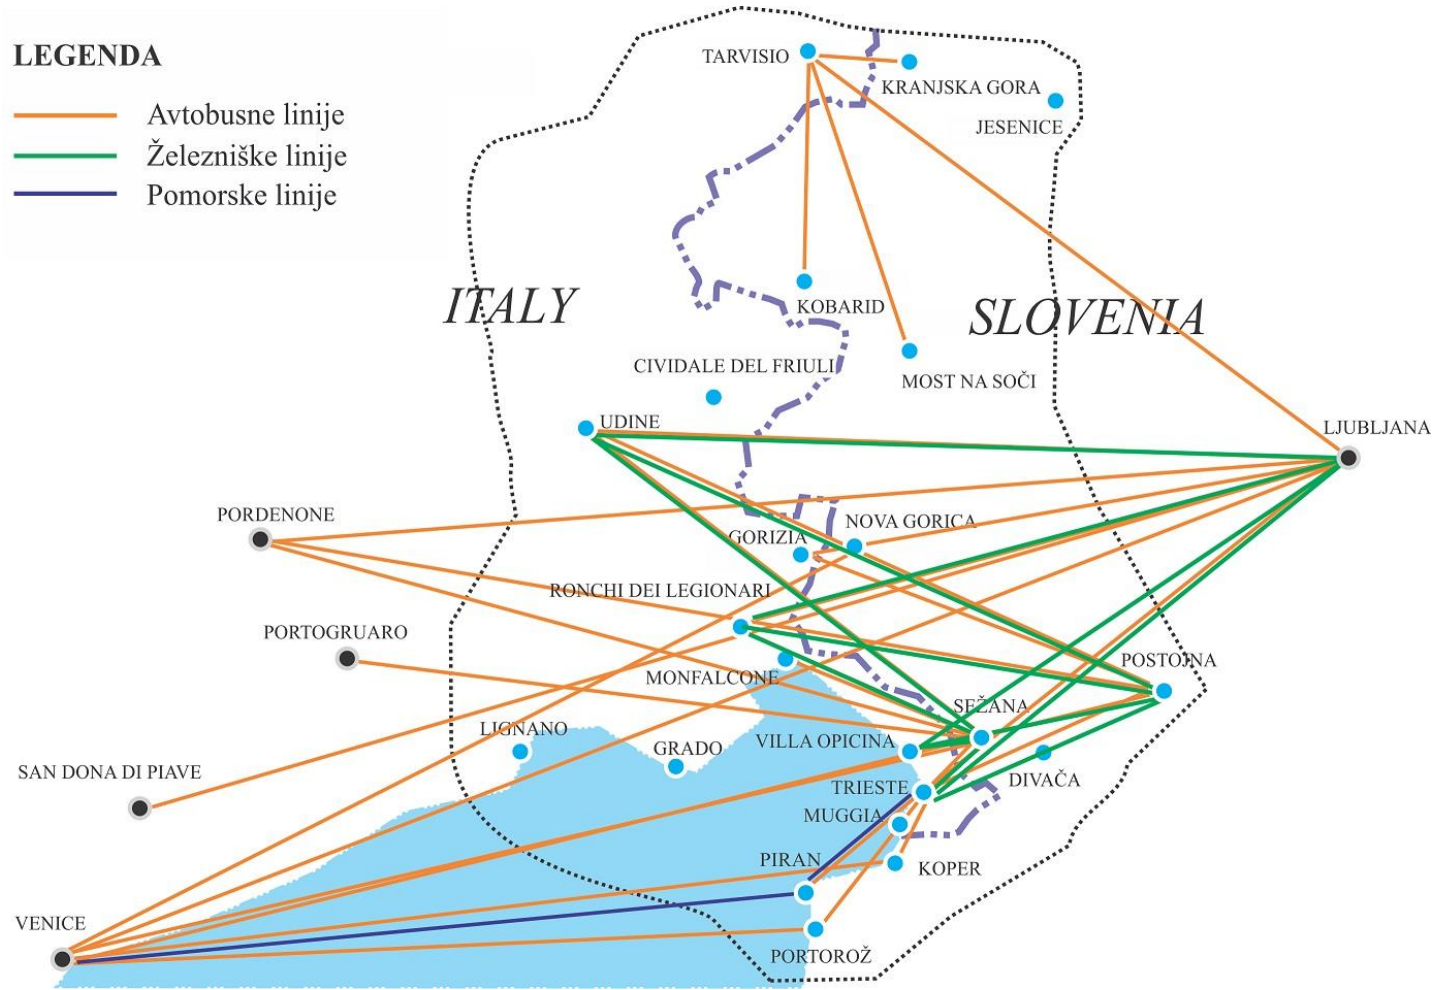 LEGENDA
Avtobusne linije
Železniške linije
Pomorske linije
TARVISIO
KRANJSKA GORA
JESENICE
ITALY
SLOVENIA
KOBARID
CIVIDALE DEL FRIULI
MOST NA SOČI
UDINE
LJUBLJANA
PORDENONE
NOVA GORICA
GORIZIA
RONCHI DEI LEGIONARI
PORTOGRUARO
POSTOJNA
MONFALCONE
SEŽANA
LIGNANO
VILLA OPICINA
GRADO
SAN DONA DI PIAVE
DIVAČA
TRIESTE
MUGGIA
PIRAN
KOPER
VENICE
PORTOROŽ